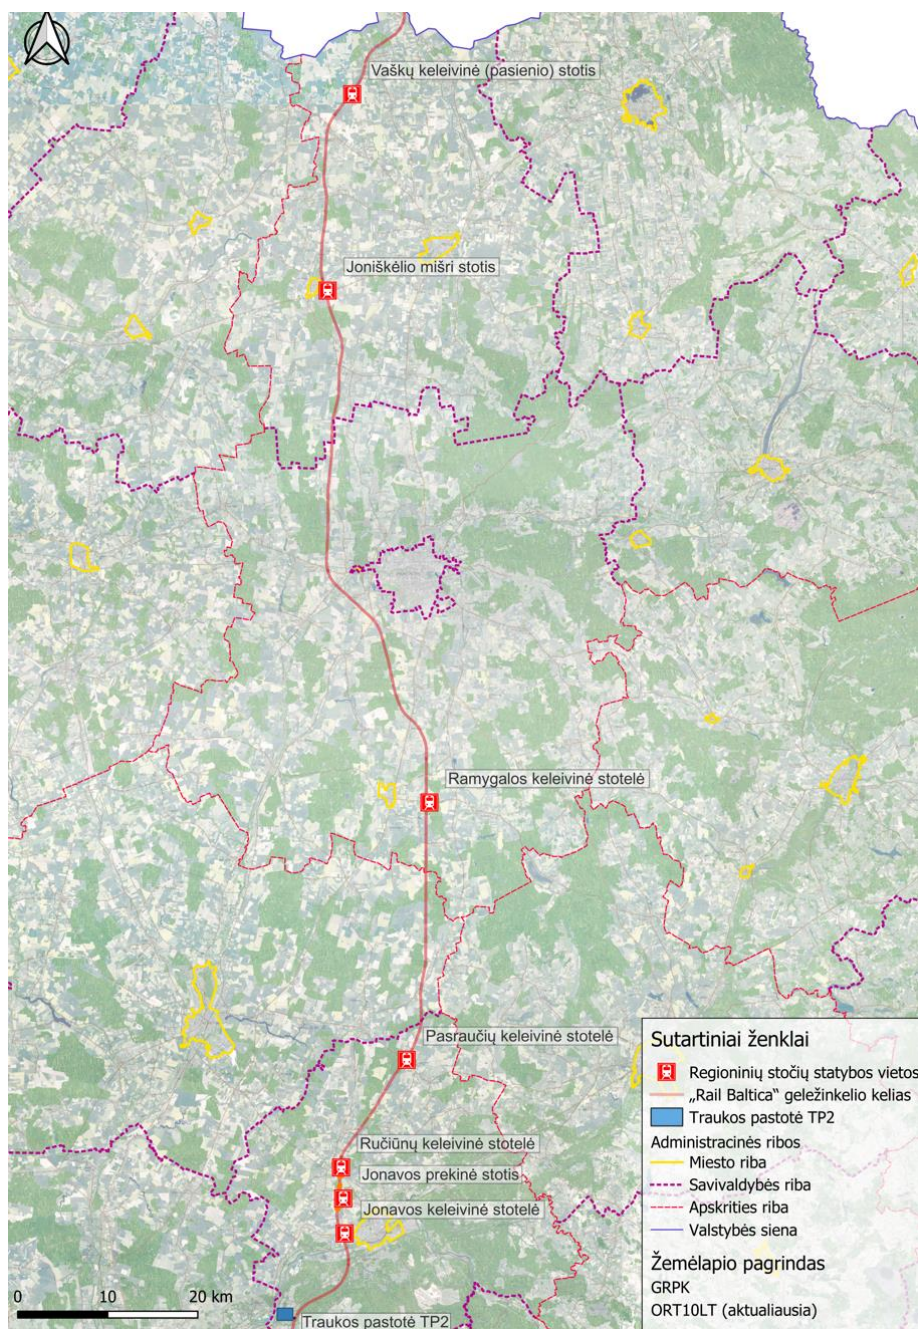 Vaškų keleivinė (pasienio) stotis
Joniškėlio mišri stotis
Ramygalos keleivinė stotelė
Pasraučių keleivinė stotelė
Ručiūnų keleivinė stotelė
Jonavos prekinė stotis
Jonavos keleivinė stotelė
Traukos pastotė TP2
0 10 20 km
Sutartiniai ženklai
Regioninių stočių statybos vietos
„Rail Baltica“ geležinkelio kelias
Traukos pastotė TP2
Administracinės ribos
Miesto riba
Savivaldybės riba
Apskrities riba
Valstybės siena
Žemėlapio pagrindas
GRPK
ORT10LT (aktualiausia)